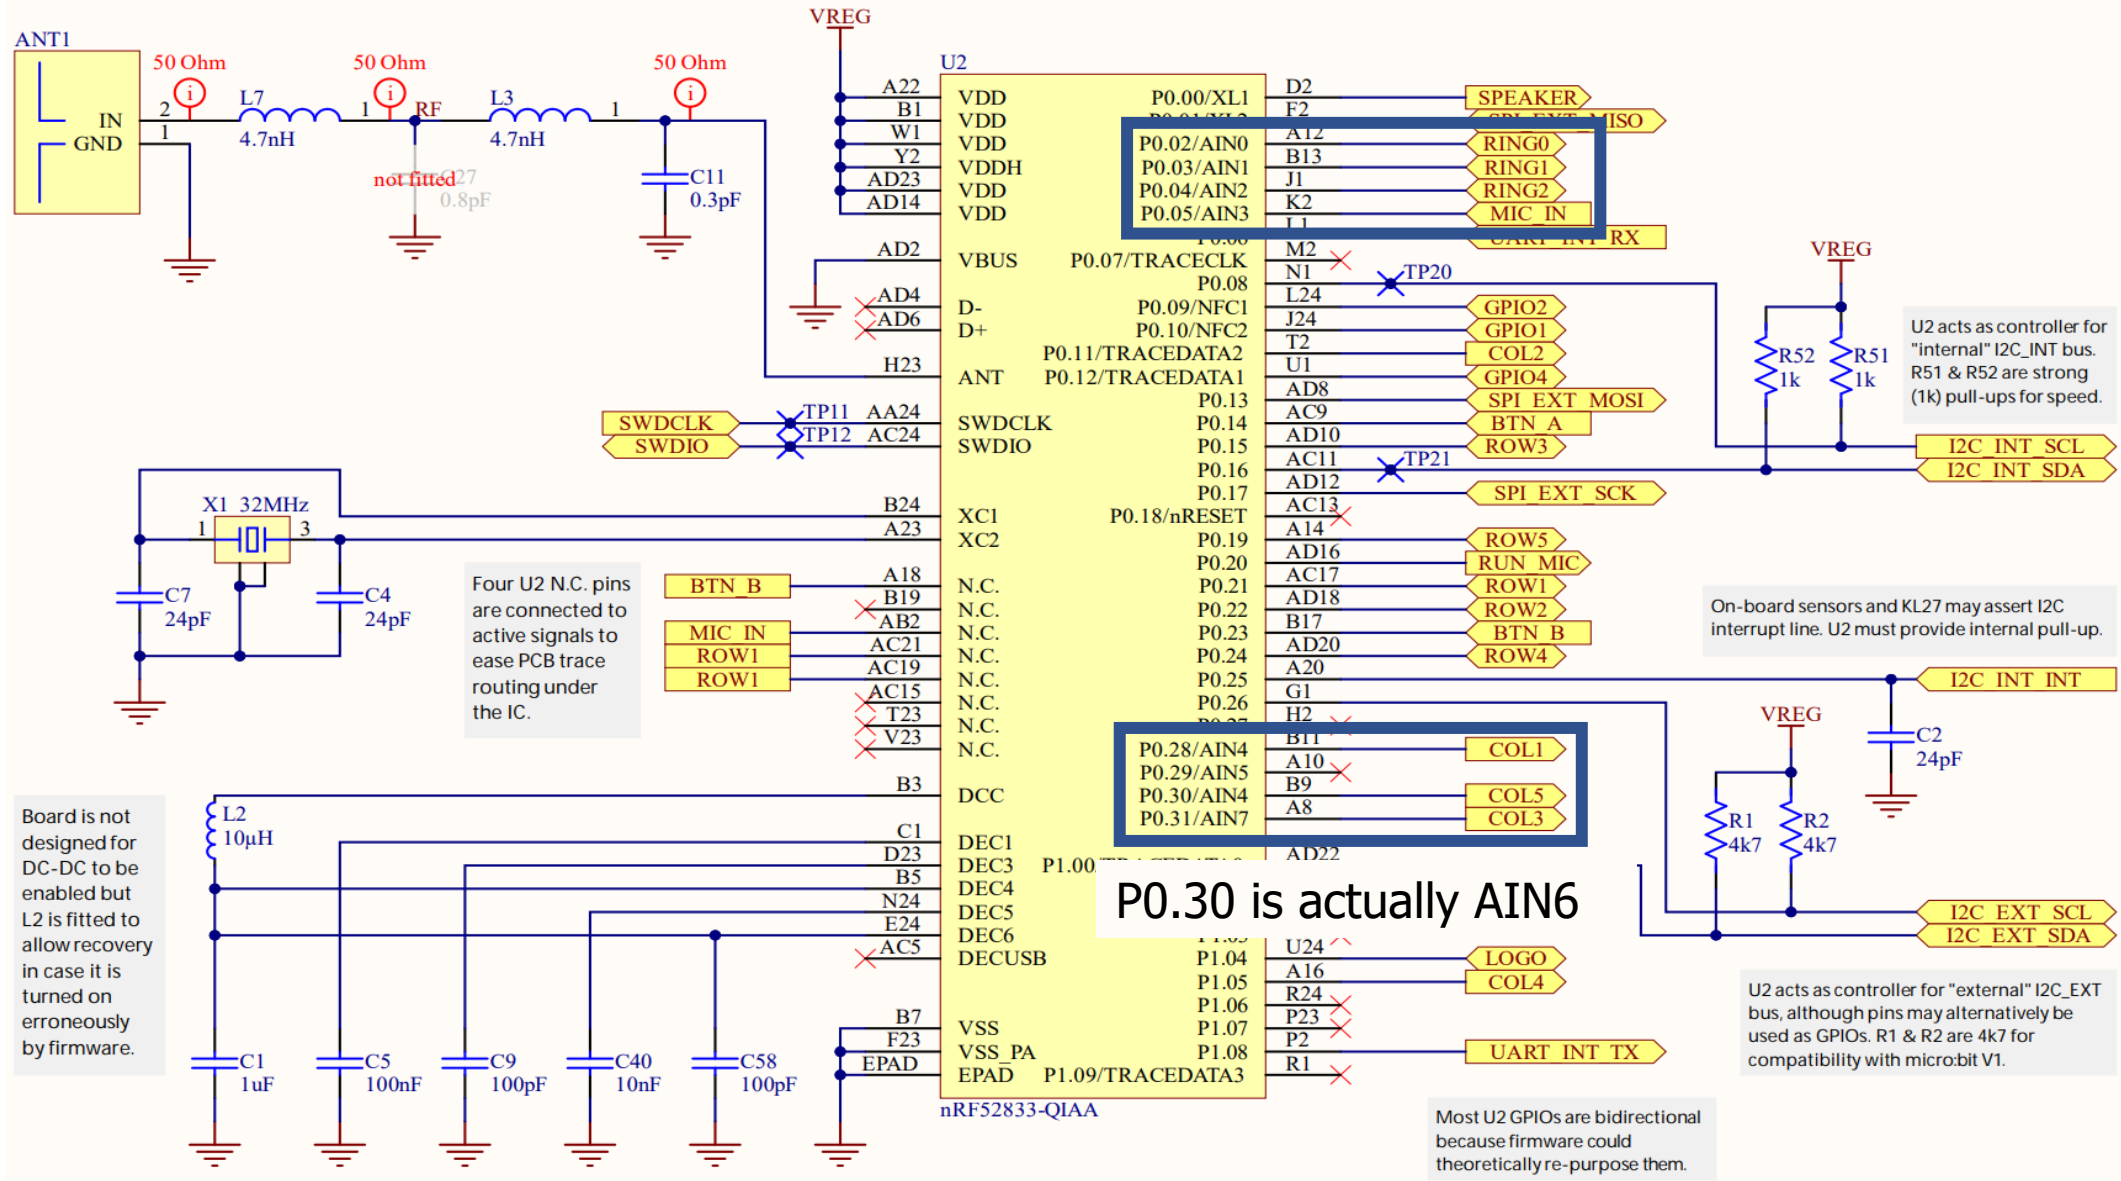 ANT1
IN
GND
2
1
50 Ohm
i
L7
4.7nH
1
50 Ohm
i
RF
not fitted
C27
0.8pF
L3
4.7nH
1
50 Ohm
i
C11
0.3pF
VREG
U2
A22 VDD
B1 VDD
W1 VDD
Y2 VDDH
AD23 VDD
AD14 VDD
AD2 VBUS
AD4 D-
AD6 D+
H23 ANT
SWDCLK TP11 AA24 SWDCLK
SWDIO TP12 AC24 SWDIO
B24 XC1
A23 XC2
BTN_B A18 N.C.
B19 N.C.
MIC_IN AB2 N.C.
ROW1 AC21 N.C.
ROW1 AC19 N.C.
AC15 N.C.
T23 N.C.
V23 N.C.
B3 DCC
C1 DEC1
D23 DEC3
B5 DEC4
N24 DEC5
E24 DEC6
AC5 DECUSB
B7 VSS
F23 VSS_PA
EPAD EPAD
nRF52833-QIAA
P0.00/XL1 D2 SPEAKER
P0.01/XL2 F2 SPI_EXT_MISO
P0.02/AIN0 A12 RING0
P0.03/AIN1 B13 RING1
P0.04/AIN2 J1 RING2
P0.05/AIN3 K2 MIC_IN
P0.06 L1 UART_INT_RX
P0.07/TRACECLK M2
P0.08 N1 TP20
P0.09/NFC1 L24 GPIO2
P0.10/NFC2 J24 GPIO1
P0.11/TRACEDATA2 T2 COL2
P0.12/TRACEDATA1 U1 GPIO4
P0.13 AD8 SPI_EXT_MOSI
P0.14 AC9 BTN_A
P0.15 AD10 ROW3
P0.16 AC11 TP21
P0.17 AD12 SPI_EXT_SCK
P0.18/nRESET AC13
P0.19 A14 ROW5
P0.20 AD16 RUN_MIC
P0.21 AC17 ROW1
P0.22 AD18 ROW2
P0.23 B17 BTN_B
P0.24 AD20 ROW4
P0.25 A20
P0.26 G1
P0.27 H2
P0.28/AIN4 B11 COL1
P0.29/AIN5 A10
P0.30/AIN4 B9 COL5
P0.31/AIN7 A8 COL3
P1.00/TRACEDATA0 AD22
P0.30 is actually AIN6
P1.04 U24 LOGO
P1.05 A16 COL4
P1.06 R24
P1.07 P23
P1.08 P2 UART_INT_TX
P1.09/TRACEDATA3 R1
X1 32MHz
1
3
C7
24pF
C4
24pF
Four U2 N.C. pins
are connected to
active signals to
ease PCB trace
routing under
the IC.
Board is not
designed for
DC-DC to be
enabled but
L2 is fitted to
allow recovery
in case it is
turned on
erroneously
by firmware.
L2
10µH
C1
1uF
C5
100nF
C9
100pF
C40
10nF
C58
100pF
VREG
R52
1k
R51
1k
U2 acts as controller for
"internal" I2C_INT bus.
R51 & R52 are strong
(1k) pull-ups for speed.
I2C_INT_SCL
I2C_INT_SDA
On-board sensors and KL27 may assert I2C
interrupt line. U2 must provide internal pull-up.
I2C_INT_INT
C2
24pF
VREG
R1
4k7
R2
4k7
I2C_EXT_SCL
I2C_EXT_SDA
U2 acts as controller for "external" I2C_EXT
bus, although pins may alternatively be
used as GPIOs. R1 & R2 are 4k7 for
compatibility with micro:bit V1.
Most U2 GPIOs are bidirectional
because firmware could
theoretically re-purpose them.